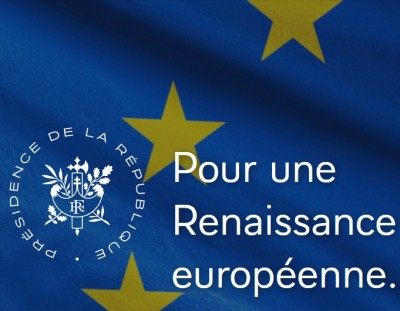 PRÉSIDENCE DE LA RÉPUBLIQUE
RF
Pour une
Renaissance
européenne.